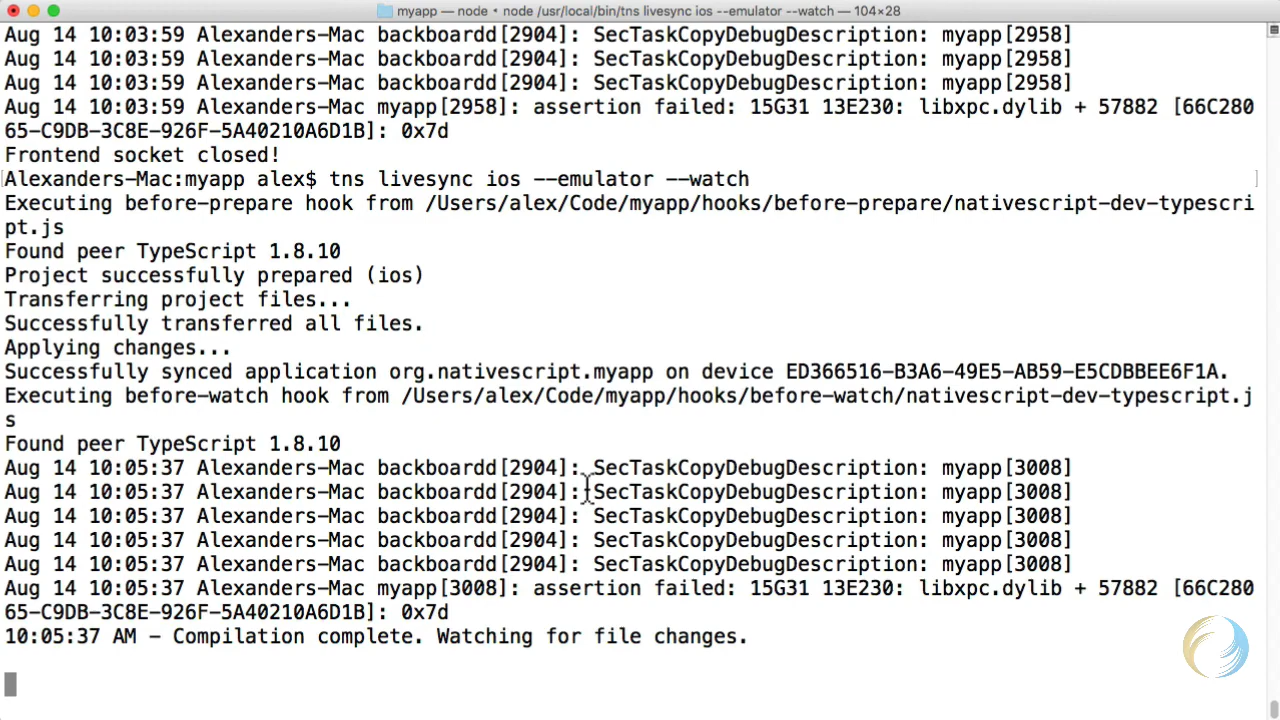 myapp — node • node /usr/local/bin/tns livesync ios --emulator --watch — 104×28
Aug 14 10:03:59 Alexanders-Mac backboardd[2904]: SecTaskCopyDebugDescription: myapp[2958]
Aug 14 10:03:59 Alexanders-Mac backboardd[2904]: SecTaskCopyDebugDescription: myapp[2958]
Aug 14 10:03:59 Alexanders-Mac backboardd[2904]: SecTaskCopyDebugDescription: myapp[2958]
Aug 14 10:03:59 Alexanders-Mac myapp[2958]: assertion failed: 15G31 13E230: libxpc.dylib + 57882 [66C280
65-C9DB-3C8E-926F-5A40210A6D1B]: 0x7d
Frontend socket closed!
Alexanders-Mac:myapp alex$ tns livesync ios --emulator --watch
Executing before-prepare hook from /Users/alex/Code/myapp/hooks/before-prepare/nativescript-dev-typescri
pt.js
Found peer TypeScript 1.8.10
Project successfully prepared (ios)
Transferring project files...
Successfully transferred all files.
Applying changes...
Successfully synced application org.nativescript.myapp on device ED366516-B3A6-49E5-AB59-E5CDBBEE6F1A.
Executing before-watch hook from /Users/alex/Code/myapp/hooks/before-watch/nativescript-dev-typescript.j
s
Found peer TypeScript 1.8.10
Aug 14 10:05:37 Alexanders-Mac backboardd[2904]: SecTaskCopyDebugDescription: myapp[3008]
Aug 14 10:05:37 Alexanders-Mac backboardd[2904]: SecTaskCopyDebugDescription: myapp[3008]
Aug 14 10:05:37 Alexanders-Mac backboardd[2904]: SecTaskCopyDebugDescription: myapp[3008]
Aug 14 10:05:37 Alexanders-Mac backboardd[2904]: SecTaskCopyDebugDescription: myapp[3008]
Aug 14 10:05:37 Alexanders-Mac backboardd[2904]: SecTaskCopyDebugDescription: myapp[3008]
Aug 14 10:05:37 Alexanders-Mac myapp[3008]: assertion failed: 15G31 13E230: libxpc.dylib + 57882 [66C280
65-C9DB-3C8E-926F-5A40210A6D1B]: 0x7d
10:05:37 AM - Compilation complete. Watching for file changes.